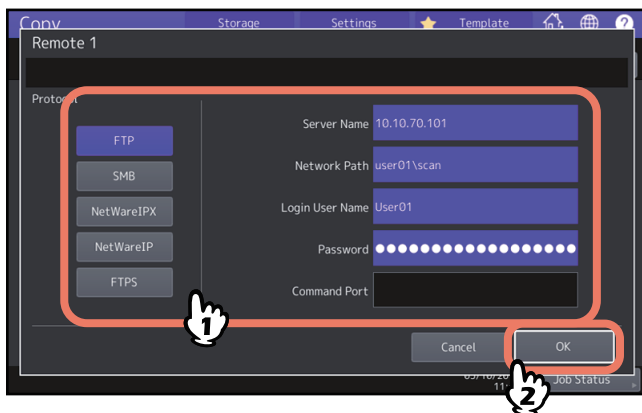 Copy Storage Settings Template
Remote 1
Protocol
FTP
SMB
NetWareIPX
NetWareIP
FTPS
Server Name 10.10.70.101
Network Path user01\scan
Login User Name User01
Password ●●●●●●●●●●●●●●●●●●
Command Port
1
Cancel OK
Job Status
11:
2